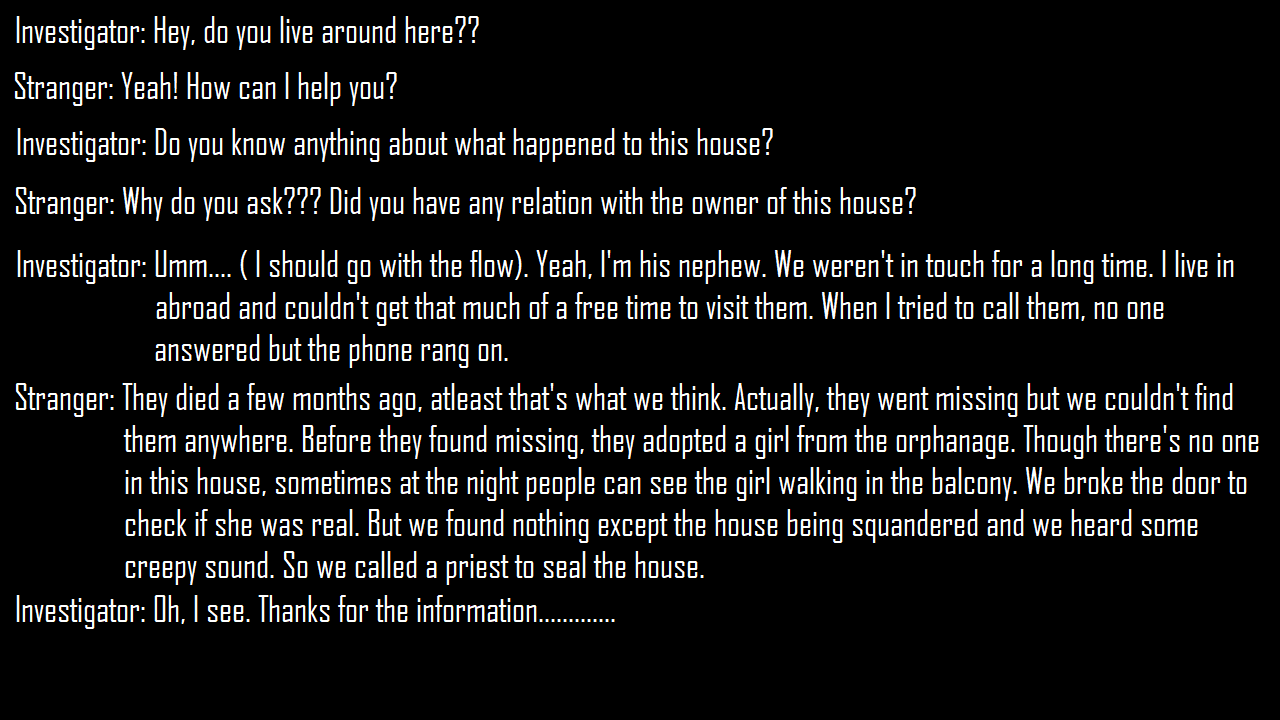 Investigator: Hey, do you live around here??
Stranger: Yeah! How can I help you?
Investigator: Do you know anything about what happened to this house?
Stranger: Why do you ask??? Did you have any relation with the owner of this house?
Investigator: Umm.... ( I should go with the flow). Yeah, I'm his nephew. We weren't in touch for a long time. I live in
abroad and couldn't get that much of a free time to visit them. When I tried to call them, no one
answered but the phone rang on.
Stranger: They died a few months ago, atleast that's what we think. Actually, they went missing but we couldn't find
them anywhere. Before they found missing, they adopted a girl from the orphanage. Though there's no one
in this house, sometimes at the night people can see the girl walking in the balcony. We broke the door to
check if she was real. But we found nothing except the house being squandered and we heard some
creepy sound. So we called a priest to seal the house.
Investigator: Oh, I see. Thanks for the information.............